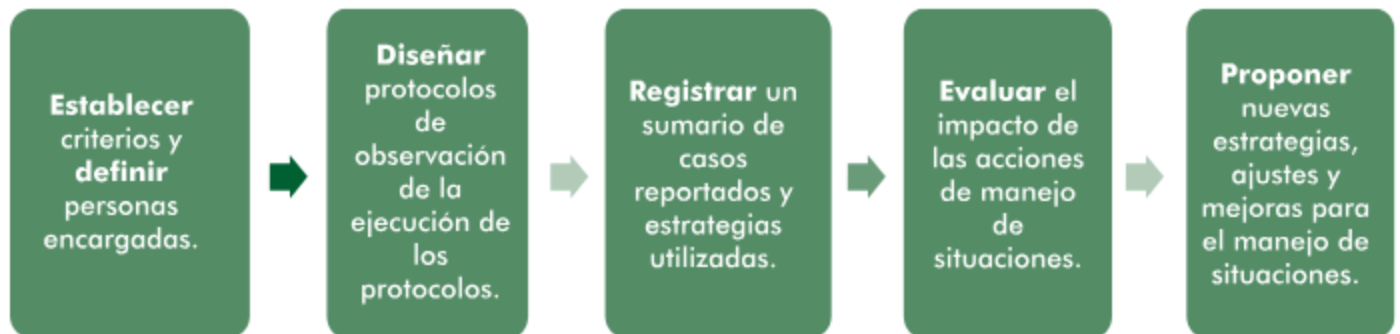 Establecer
criterios y
definir
personas
encargadas.
Diseñar
protocolos
de
observación
de la
ejecución de
los
protocolos.
Registrar un
sumario de
casos
reportados y
estrategias
utilizadas.
Evaluar el
impacto de
las acciones
de manejo
de
situaciones.
Proponer
nuevas
estrategias,
ajustes y
mejoras para
el manejo de
situaciones.